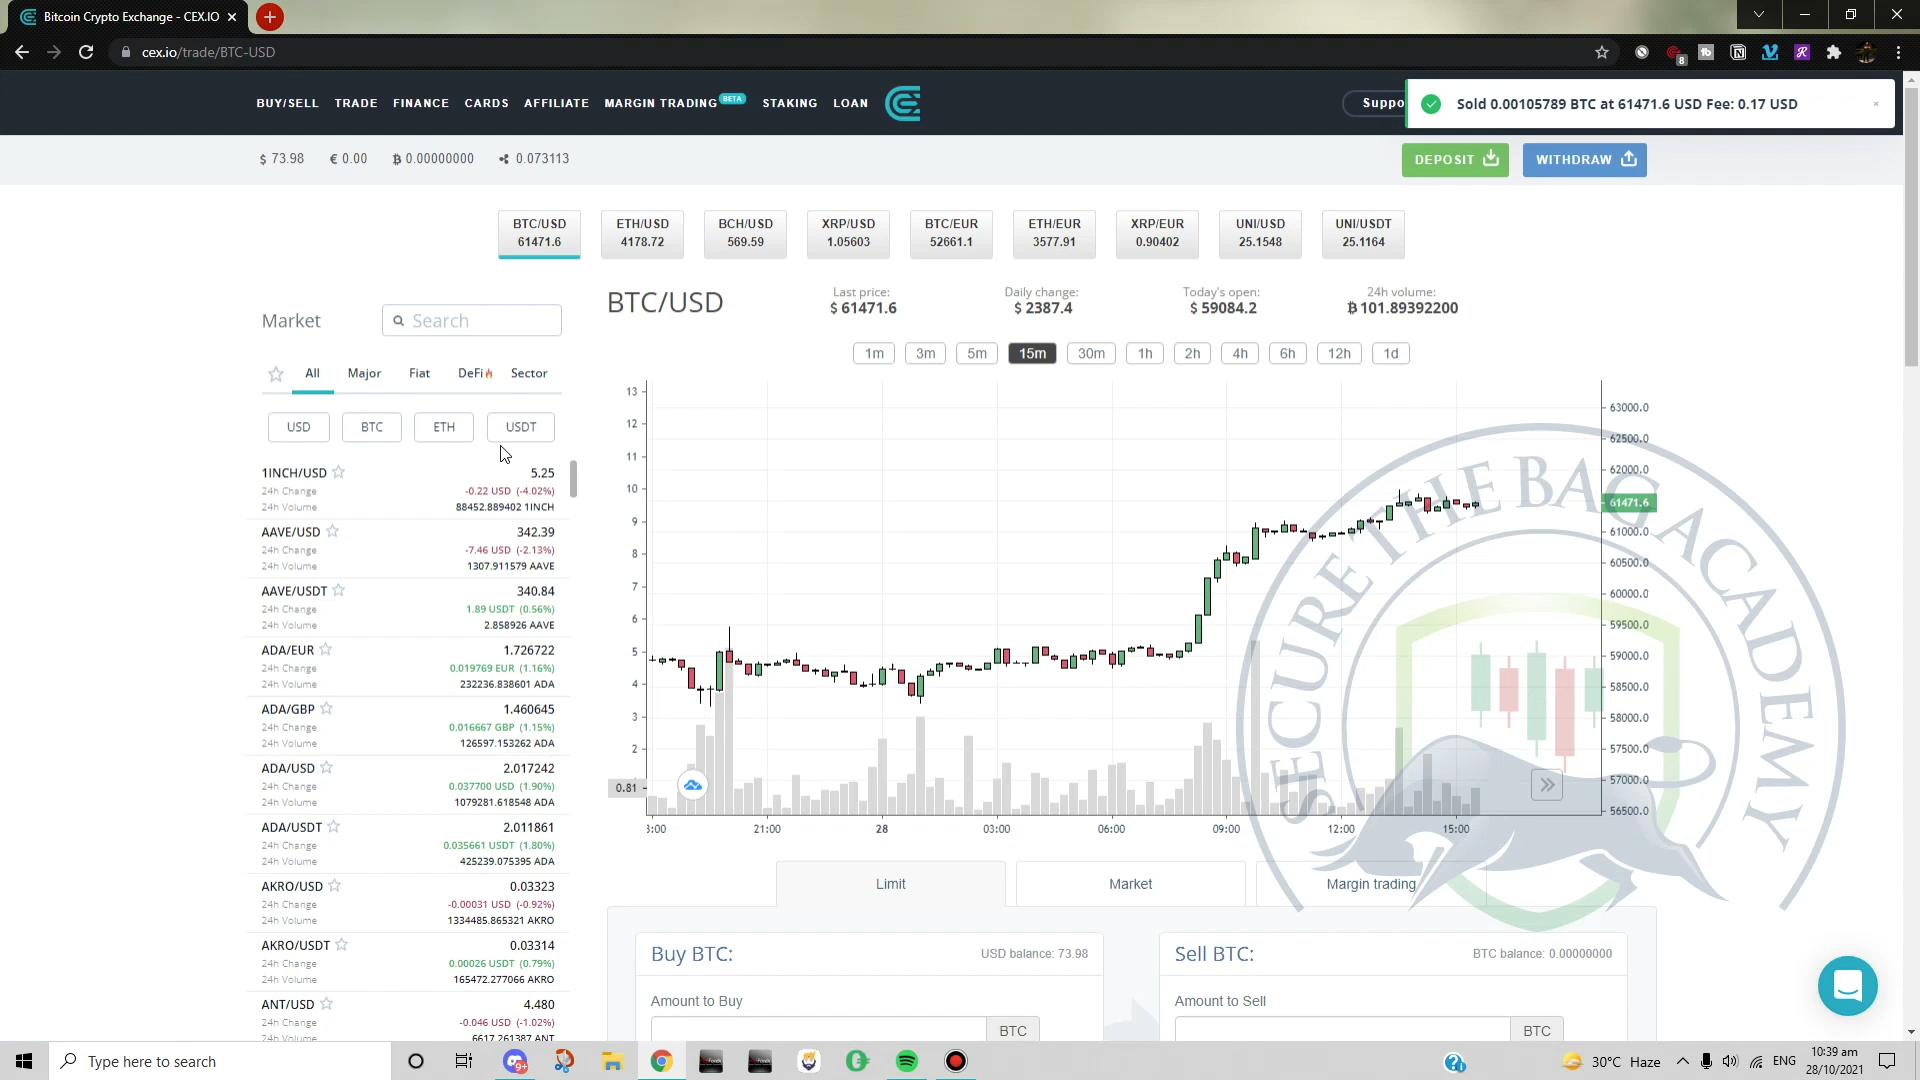 Bitcoin Crypto Exchange - CEX.IO
cex.io/trade/BTC-USD
8
BUY/SELL TRADE FINANCE CARDS AFFILIATE MARGIN TRADING BETA STAKING LOAN
Suppo
Sold 0.00105789 BTC at 61471.6 USD Fee: 0.17 USD
$ 73.98 € 0.00 ฿ 0.00000000 0.073113
DEPOSIT WITHDRAW
BTC/USD ETH/USD BCH/USD XRP/USD BTC/EUR ETH/EUR XRP/EUR UNI/USD UNI/USDT
61471.6 4178.72 569.59 1.05603 52661.1 3577.91 0.90402 25.1548 25.1164
BTC/USD
Last price: Daily change: Today's open: 24h volume:
$ 61471.6 $ 2387.4 $ 59084.2 ฿ 101.89392200
1m 3m 5m 15m 30m 1h 2h 4h 6h 12h 1d
Market
Search
All Major Fiat DeFi Sector
USD BTC ETH USDT
1INCH/USD 5.25
24h Change -0.22 USD (-4.02%)
24h Volume 88452.889402 1INCH
AAVE/USD 342.39
24h Change -7.46 USD (-2.13%)
24h Volume 1307.911579 AAVE
AAVE/USDT 340.84
24h Change 1.89 USDT (0.56%)
24h Volume 2.858926 AAVE
ADA/EUR 1.726722
24h Change 0.019769 EUR (1.16%)
24h Volume 232236.838601 ADA
ADA/GBP 1.460645
24h Change 0.016667 GBP (1.15%)
24h Volume 126597.153262 ADA
ADA/USD 2.017242
24h Change 0.037700 USD (1.90%)
24h Volume 1079281.618548 ADA
ADA/USDT 2.011861
24h Change 0.035661 USDT (1.80%)
24h Volume 425239.075395 ADA
AKRO/USD 0.03323
24h Change -0.00031 USD (-0.92%)
24h Volume 1334485.865321 AKRO
AKRO/USDT 0.03314
24h Change 0.00026 USDT (0.79%)
24h Volume 165472.277066 AKRO
ANT/USD 4.480
24h Change -0.046 USD (-1.02%)
24h Volume 6617.261387 ANT
13
12
11
10
9
8
7
6
5
4
3
2
0.81
63000.0
62500.0
62000.0
61471.6
61000.0
60500.0
60000.0
59500.0
59000.0
58500.0
58000.0
57500.0
57000.0
56500.0
3:00 21:00 28 03:00 06:00 09:00 12:00 15:00
SECURE THE BAG ACADEMY
Limit Market Margin trading
Buy BTC: USD balance: 73.98
Amount to Buy
BTC
Sell BTC: BTC balance: 0.00000000
Amount to Sell
BTC
Type here to search
9+
30°C Haze
ENG
10:39 am
28/10/2021